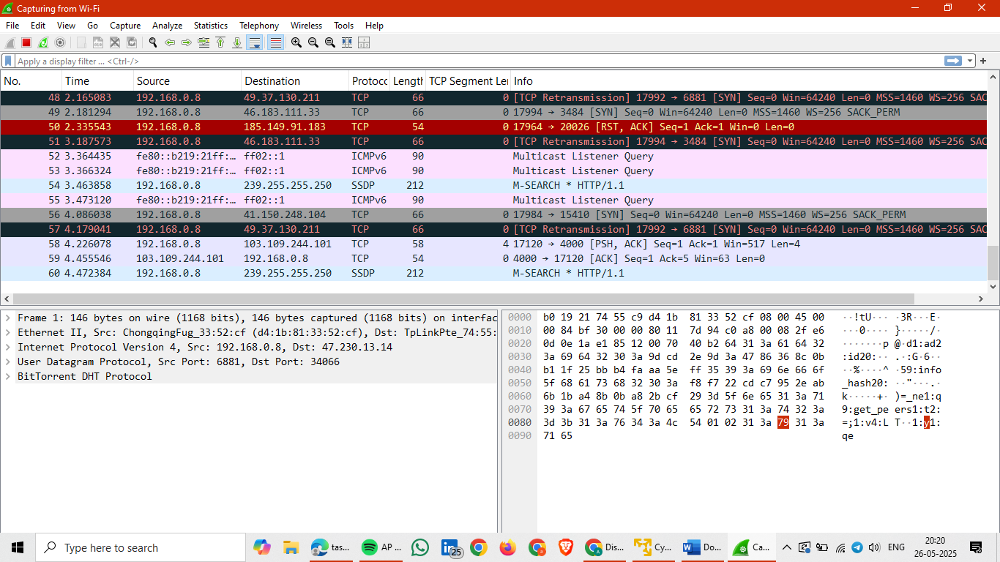 Capturing from Wi-Fi
File Edit View Go Capture Analyze Statistics Telephony Wireless Tools Help
Apply a display filter ... <Ctrl-/>
No. Time Source Destination Protoco Length TCP Segment Ler Info
48 2.165083 192.168.0.8 49.37.130.211 TCP 66 0 [TCP Retransmission] 17992 → 6881 [SYN] Seq=0 Win=64240 Len=0 MSS=1460 WS=256 SAC
49 2.181294 192.168.0.8 46.183.111.33 TCP 66 0 17994 → 3484 [SYN] Seq=0 Win=64240 Len=0 MSS=1460 WS=256 SACK_PERM
50 2.335543 192.168.0.8 185.149.91.183 TCP 54 0 17964 → 20026 [RST, ACK] Seq=1 Ack=1 Win=0 Len=0
51 3.187573 192.168.0.8 46.183.111.33 TCP 66 0 [TCP Retransmission] 17994 → 3484 [SYN] Seq=0 Win=64240 Len=0 MSS=1460 WS=256 SAC
52 3.364435 fe80::b219:21ff:… ff02::1 ICMPv6 90 Multicast Listener Query
53 3.366324 fe80::b219:21ff:… ff02::1 ICMPv6 90 Multicast Listener Query
54 3.463858 192.168.0.8 239.255.255.250 SSDP 212 M-SEARCH * HTTP/1.1
55 3.473120 fe80::b219:21ff:… ff02::1 ICMPv6 90 Multicast Listener Query
56 4.086038 192.168.0.8 41.150.248.104 TCP 66 0 17984 → 15410 [SYN] Seq=0 Win=64240 Len=0 MSS=1460 WS=256 SACK_PERM
57 4.179041 192.168.0.8 49.37.130.211 TCP 66 0 [TCP Retransmission] 17992 → 6881 [SYN] Seq=0 Win=64240 Len=0 MSS=1460 WS=256 SAC
58 4.226078 192.168.0.8 103.109.244.101 TCP 58 4 17120 → 4000 [PSH, ACK] Seq=1 Ack=1 Win=517 Len=4
59 4.455546 103.109.244.101 192.168.0.8 TCP 54 0 4000 → 17120 [ACK] Seq=1 Ack=5 Win=63 Len=0
60 4.472384 192.168.0.8 239.255.255.250 SSDP 212 M-SEARCH * HTTP/1.1
Frame 1: 146 bytes on wire (1168 bits), 146 bytes captured (1168 bits) on interfac
Ethernet II, Src: ChongqingFug_33:52:cf (d4:1b:81:33:52:cf), Dst: TpLinkPte_74:55:
Internet Protocol Version 4, Src: 192.168.0.8, Dst: 47.230.13.14
User Datagram Protocol, Src Port: 6881, Dst Port: 34066
BitTorrent DHT Protocol
0000 b0 19 21 74 55 c9 d4 1b 81 33 52 cf 08 00 45 00 ··!tU··· ·3R···E·
0010 00 84 bf 30 00 00 80 11 7d 94 c0 a8 00 08 2f e6 ···0···· }·····/·
0020 0d 0e 1a e1 85 12 00 70 40 b2 64 31 3a 61 64 32 ·······p @·d1:ad2
0030 3a 69 64 32 30 3a 9d cd 2e 9d 3a 47 86 36 8c 0b :id20:·· .·:G·6··
0040 b1 1f 25 bb b4 fa aa 5e ff 35 39 3a 69 6e 66 6f ··%····^ ·59:info
0050 5f 68 61 73 68 32 30 3a f8 f7 22 cd c7 95 2e ab _hash20: ··"···.·
0060 6b 1b a4 8b 0b a8 2b cf 29 3d 5f 6e 65 31 3a 71 k·····+· )=_ne1:q
0070 39 3a 67 65 74 5f 70 65 65 72 73 31 3a 74 32 3a 9:get_pe ers1:t2:
0080 3d 3b 31 3a 76 34 3a 4c 54 01 02 31 3a 79 31 3a =;1:v4:L T··1:y1:
0090 71 65 qe
Type here to search
tas... AP ... 25 Dis... Cy... Do... Ca... ENG
20:20
26-05-2025